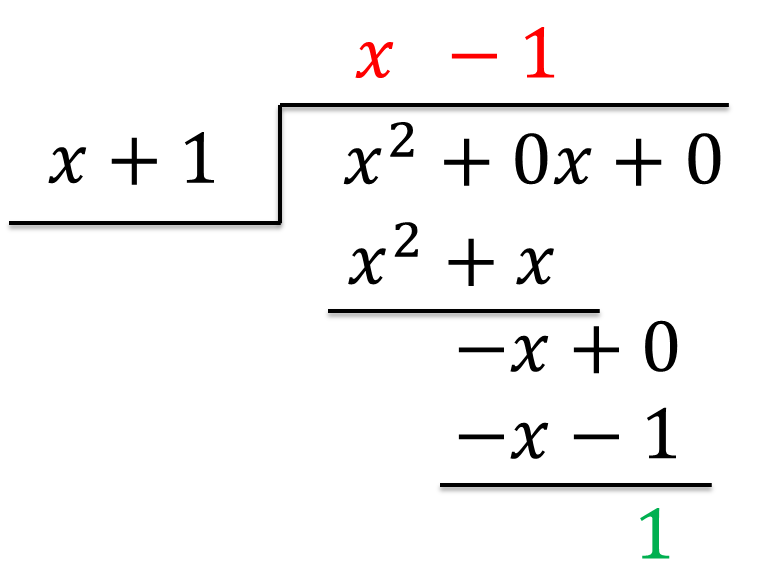 x − 1
x + 1 x² + 0x + 0
x² + x
−x + 0
−x − 1
1